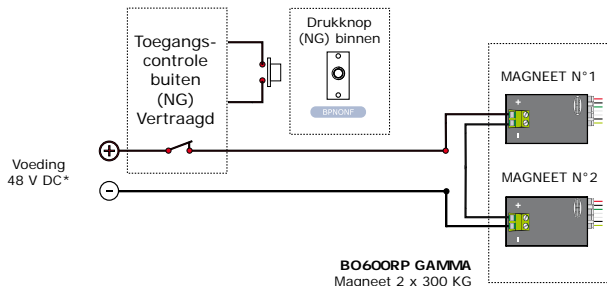 Toegangs-
controle
buiten
(NG)
Vertraagd
Drukknop
(NG) binnen
BPNONF
MAGNEET N°1
+
-
Voeding
48 V DC*
+
-
MAGNEET N°2
+
-
BO600RP GAMMA
Magneet 2 x 300 KG